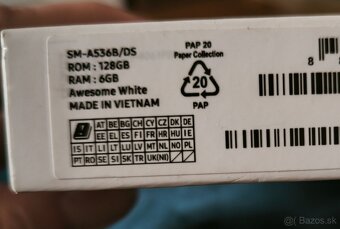 SM-A536B/DS
ROM : 128GB
RAM : 6GB
Awesome White
MADE IN VIETNAM
PAP 20
Paper Collection
20
PAP
8
AT BE BG CH CY CZ DE
EE EL ES FI FR HR HU IE
IS IT LI LT LU LV MT NL NO PL
PT RO SE SI SK TR UK(NI)
© Bazos.sk